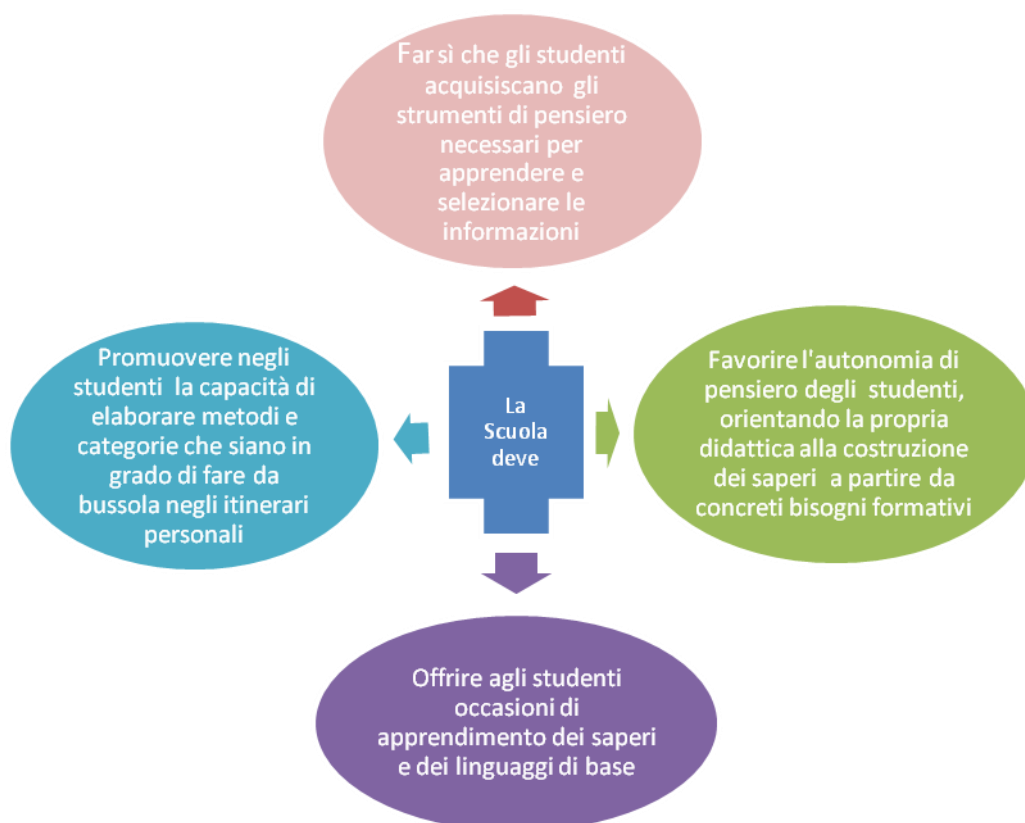 Far sì che gli studenti
acquisiscano gli
strumenti di pensiero
necessari per
apprendere e
selezionare le
informazioni
Promuovere negli
studenti la capacità di
elaborare metodi e
categorie che siano in
grado di fare da
bussola negli itinerari
personali
La
Scuola
deve
Favorire l'autonomia di
pensiero degli studenti,
orientando la propria
didattica alla costruzione
dei saperi a partire da
concreti bisogni formativi
Offrire agli studenti
occasioni di
apprendimento dei saperi
e dei linguaggi di base